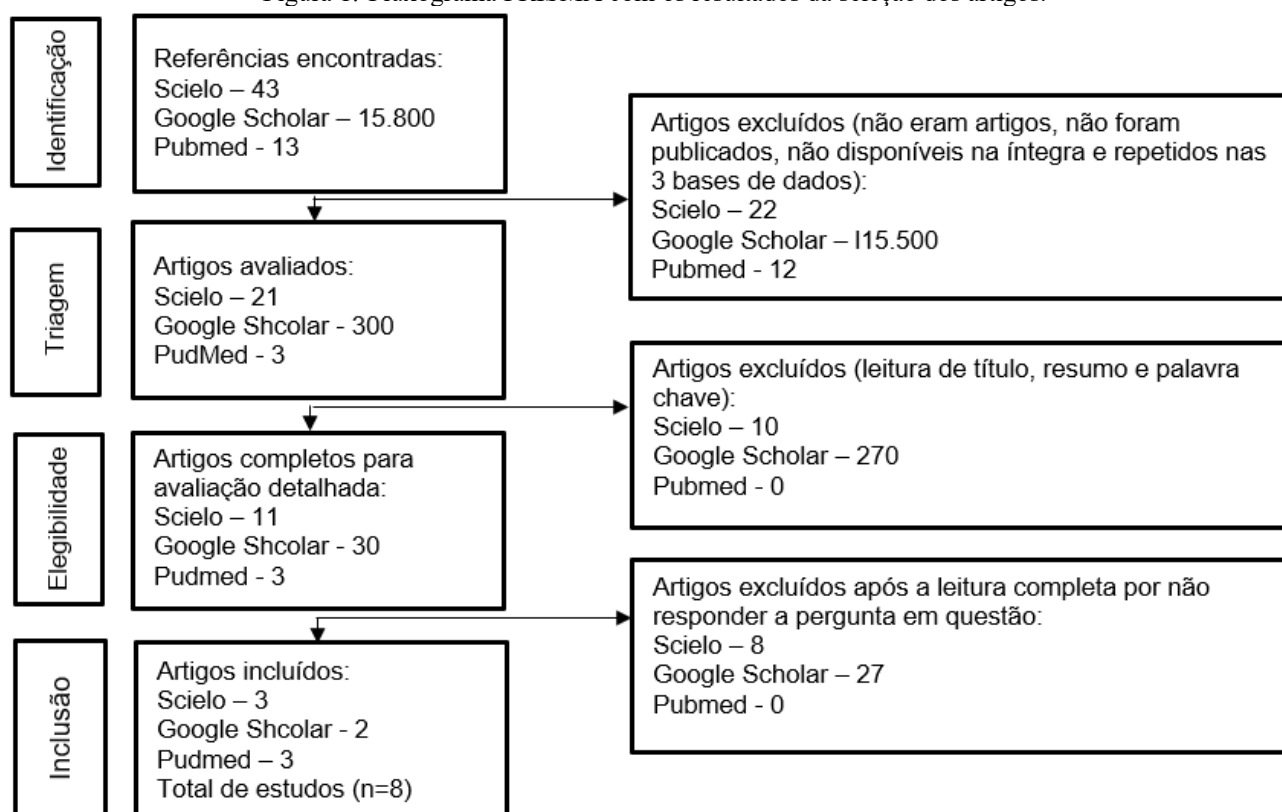 Identificação
Referências encontradas:
Scielo – 43
Google Scholar – 15.800
Pubmed - 13
Artigos excluídos (não eram artigos, não foram
publicados, não disponíveis na íntegra e repetidos nas
3 bases de dados):
Scielo – 22
Google Scholar – I15.500
Pubmed - 12
Triagem
Artigos avaliados:
Scielo – 21
Google Shcolar - 300
PudMed - 3
Artigos excluídos (leitura de título, resumo e palavra
chave):
Scielo – 10
Google Scholar – 270
Pubmed - 0
Elegibilidade
Artigos completos para
avaliação detalhada:
Scielo – 11
Google Shcolar - 30
Pudmed - 3
Artigos excluídos após a leitura completa por não
responder a pergunta em questão:
Scielo – 8
Google Scholar – 27
Pubmed - 0
Inclusão
Artigos incluídos:
Scielo – 3
Google Shcolar - 2
Pudmed – 3
Total de estudos (n=8)